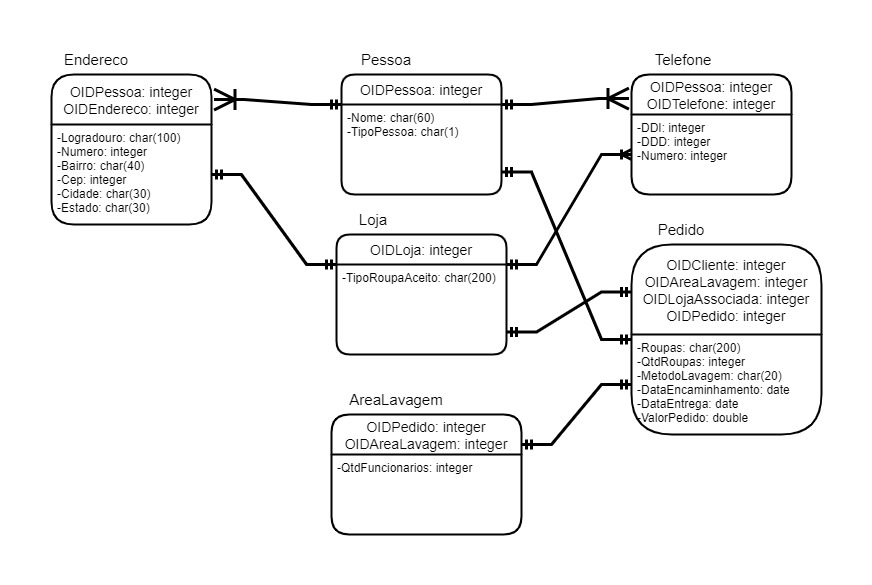 Endereco
OIDPessoa: integer
OIDEndereco: integer
-Logradouro: char(100)
-Numero: integer
-Bairro: char(40)
-Cep: integer
-Cidade: char(30)
-Estado: char(30)
Pessoa
OIDPessoa: integer
-Nome: char(60)
-TipoPessoa: char(1)
Telefone
OIDPessoa: integer
OIDTelefone: integer
-DDI: integer
-DDD: integer
-Numero: integer
Loja
OIDLoja: integer
-TipoRoupaAceito: char(200)
Pedido
OIDCliente: integer
OIDAreaLavagem: integer
OIDLojaAssociada: integer
OIDPedido: integer
-Roupas: char(200)
-QtdRoupas: integer
-MetodoLavagem: char(20)
-DataEncaminhamento: date
-DataEntrega: date
-ValorPedido: double
AreaLavagem
OIDPedido: integer
OIDAreaLavagem: integer
-QtdFuncionarios: integer